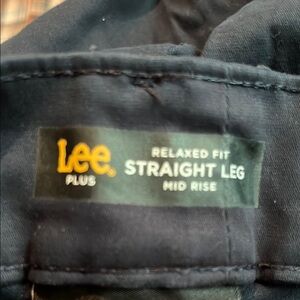 Lee
PLUS
RELAXED FIT
STRAIGHT LEG
MID RISE